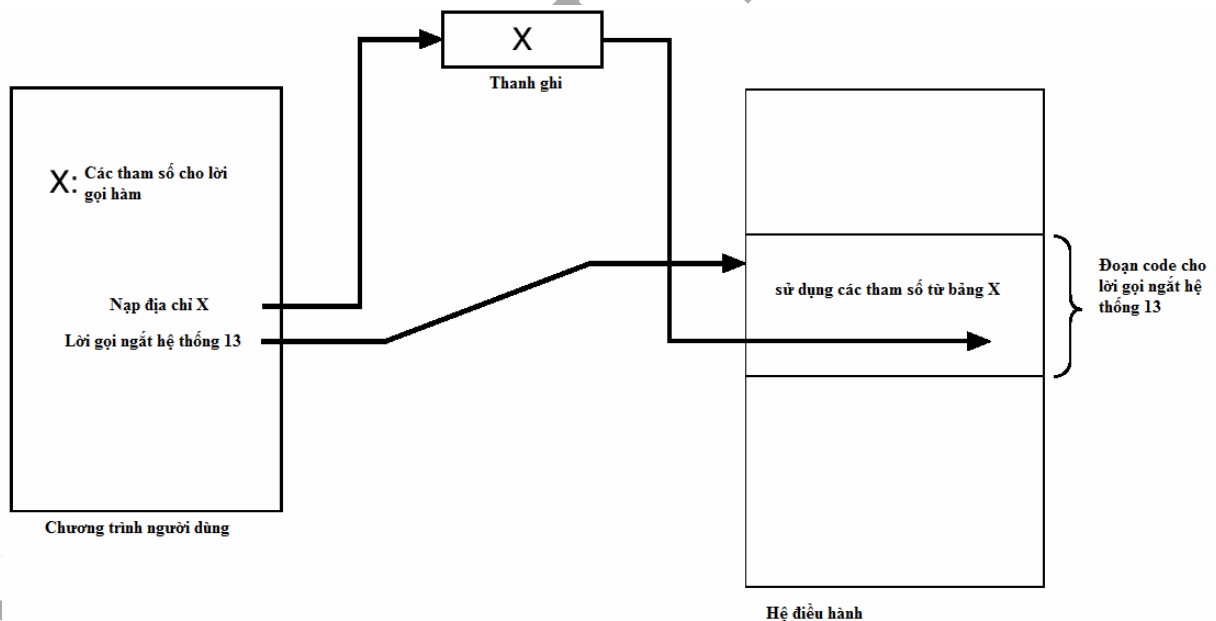 X
Thanh ghi
X: Các tham số cho lời
gọi hàm
Nạp địa chỉ X
Lời gọi ngắt hệ thống 13
Chương trình người dùng
sử dụng các tham số từ bảng X
Đoạn code cho
lời gọi ngắt hệ
thống 13
Hệ điều hành